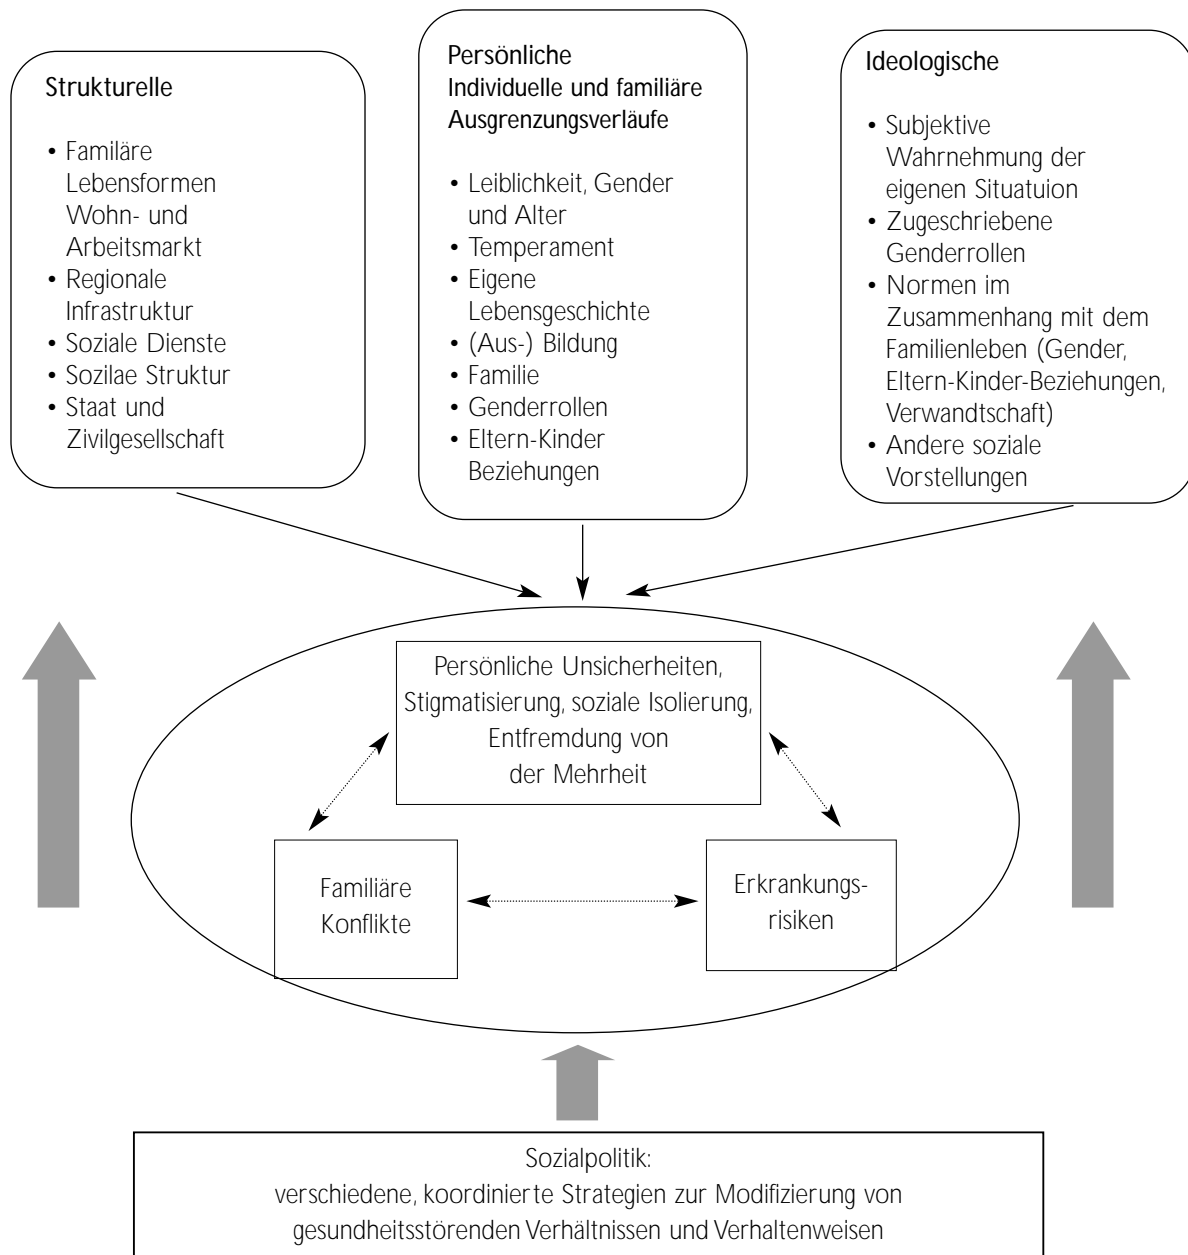 Strukturelle
• Familäre
Lebensformen
Wohn- und
Arbeitsmarkt
• Regionale
Infrastruktur
• Soziale Dienste
• Sozilae Struktur
• Staat und
Zivilgesellschaft
Persönliche
Individuelle und familiäre
Ausgrenzungsverläufe
• Leiblichkeit, Gender
und Alter
• Temperament
• Eigene
Lebensgeschichte
• (Aus-) Bildung
• Familie
• Genderrollen
• Eltern-Kinder
Beziehungen
Ideologische
• Subjektive
Wahrnehmung der
eigenen Situatuion
• Zugeschriebene
Genderrollen
• Normen im
Zusammenhang mit dem
Familienleben (Gender,
Eltern-Kinder-Beziehungen,
Verwandtschaft)
• Andere soziale
Vorstellungen
Persönliche Unsicherheiten,
Stigmatisierung, soziale Isolierung,
Entfremdung von
der Mehrheit
Familiäre
Konflikte
Erkrankungs-
risiken
Sozialpolitik:
verschiedene, koordinierte Strategien zur Modifizierung von
gesundheitsstörenden Verhältnissen und Verhaltenweisen